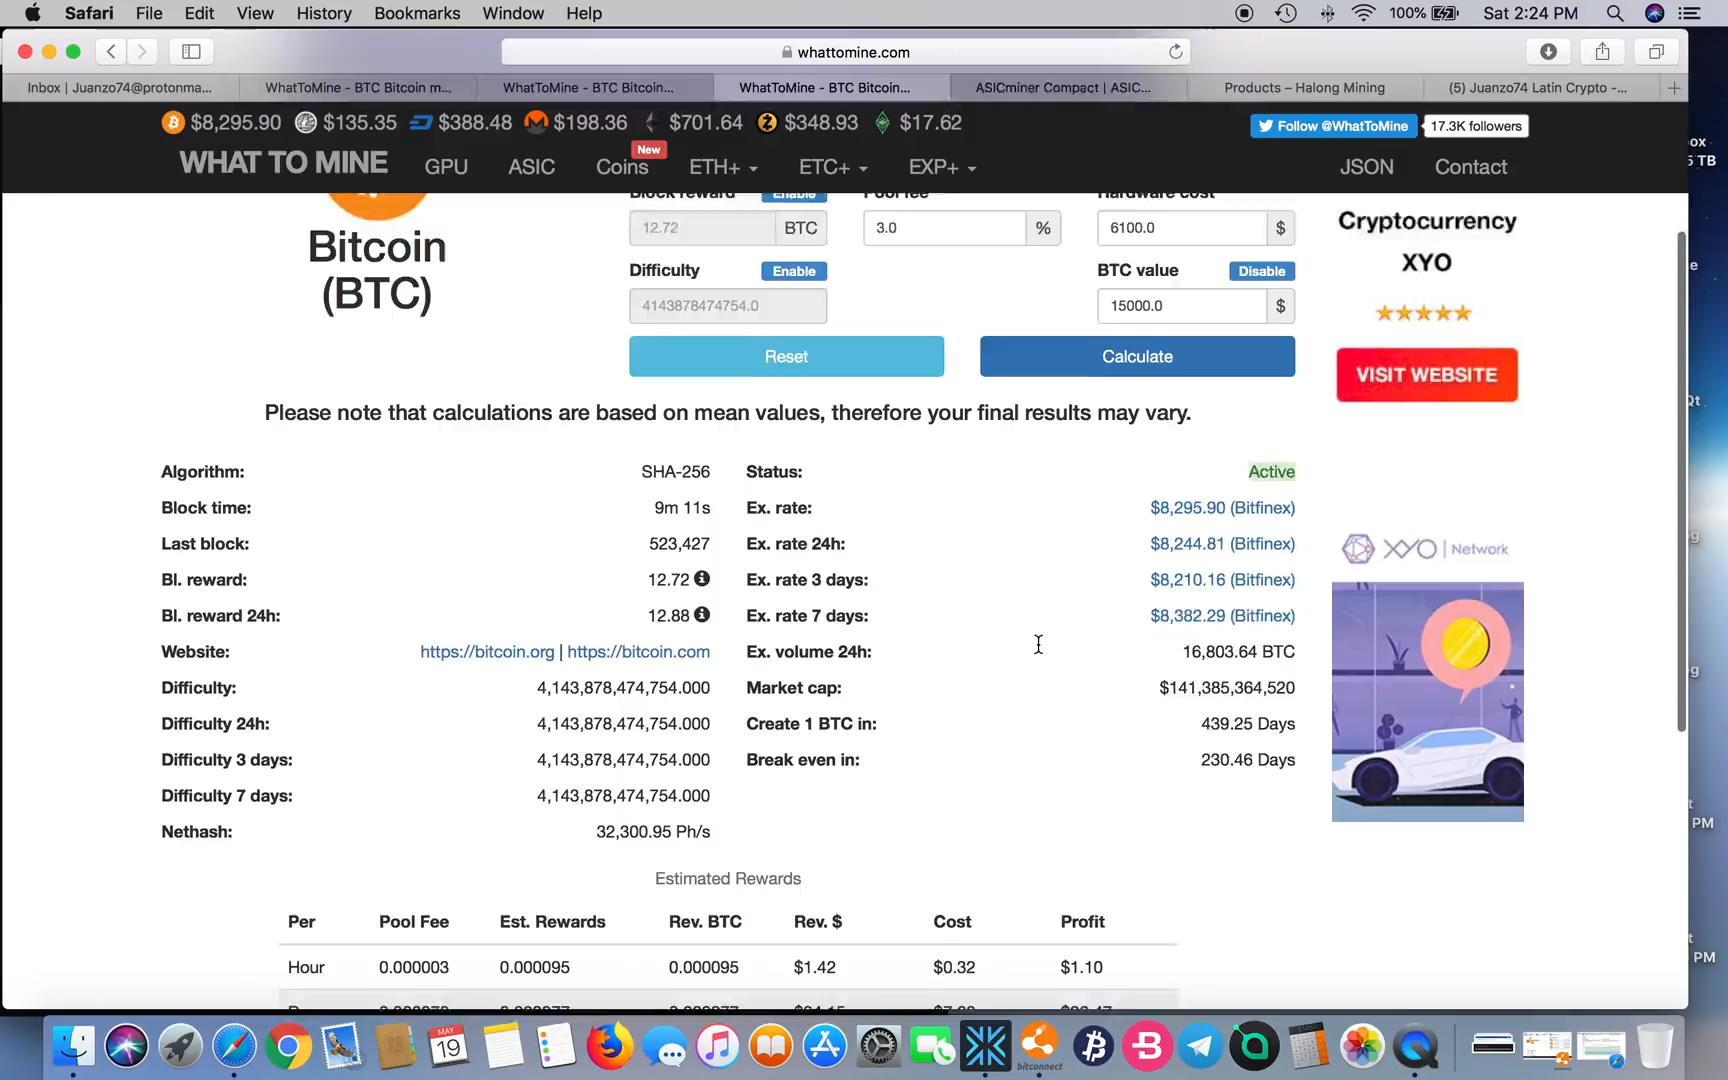 Safari File Edit View History Bookmarks Window Help 100% Sat 2:24 PM
whattomine.com
Inbox | Juanzo74@protonma... WhatToMine - BTC Bitcoin m... WhatToMine - BTC Bitcoin... WhatToMine - BTC Bitcoin... ASICminer Compact | ASIC... Products – Halong Mining (5) Juanzo74 Latin Crypto -...
$8,295.90 $135.35 $388.48 $198.36 $701.64 $348.93 $17.62 Follow @WhatToMine 17.3K followers
New
WHAT TO MINE GPU ASIC Coins ETH+ ETC+ EXP+ JSON Contact
Block reward Enable Pool fee Hardware cost
12.72 BTC 3.0 % 6100.0 $
Difficulty Enable BTC value Disable
4143878474754.0 15000.0 $
Reset Calculate
Bitcoin
(BTC)
Cryptocurrency
XYO
VISIT WEBSITE
XYO | Network
Please note that calculations are based on mean values, therefore your final results may vary.
Algorithm: SHA-256 Status: Active
Block time: 9m 11s Ex. rate: $8,295.90 (Bitfinex)
Last block: 523,427 Ex. rate 24h: $8,244.81 (Bitfinex)
Bl. reward: 12.72 Ex. rate 3 days: $8,210.16 (Bitfinex)
Bl. reward 24h: 12.88 Ex. rate 7 days: $8,382.29 (Bitfinex)
Website: https://bitcoin.org | https://bitcoin.com Ex. volume 24h: 16,803.64 BTC
Difficulty: 4,143,878,474,754.000 Market cap: $141,385,364,520
Difficulty 24h: 4,143,878,474,754.000 Create 1 BTC in: 439.25 Days
Difficulty 3 days: 4,143,878,474,754.000 Break even in: 230.46 Days
Difficulty 7 days: 4,143,878,474,754.000
Nethash: 32,300.95 Ph/s
Estimated Rewards
Per Pool Fee Est. Rewards Rev. BTC Rev. $ Cost Profit
Hour 0.000003 0.000095 0.000095 $1.42 $0.32 $1.10
MAY
19
bitconnect